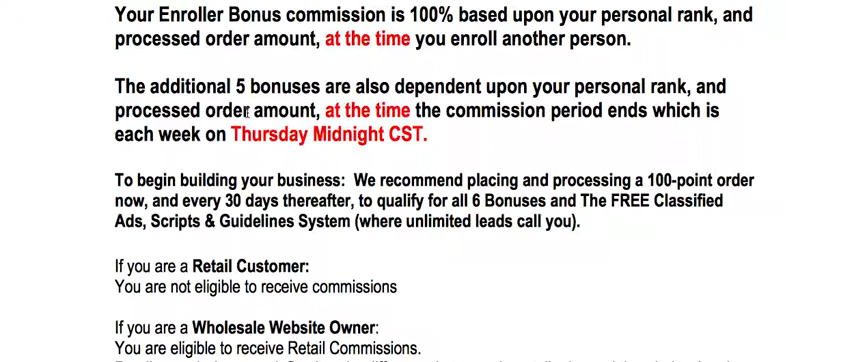 Your Enroller Bonus commission is 100% based upon your personal rank, and
processed order amount, at the time you enroll another person.
The additional 5 bonuses are also dependent upon your personal rank, and
processed order amount, at the time the commission period ends which is
each week on Thursday Midnight CST.
To begin building your business:  We recommend placing and processing a 100-point order
now, and every 30 days thereafter, to qualify for all 6 Bonuses and The FREE Classified
Ads, Scripts & Guidelines System (where unlimited leads call you).
If you are a Retail Customer:
You are not eligible to receive commissions
If you are a Wholesale Website Owner:
You are eligible to receive Retail Commissions.